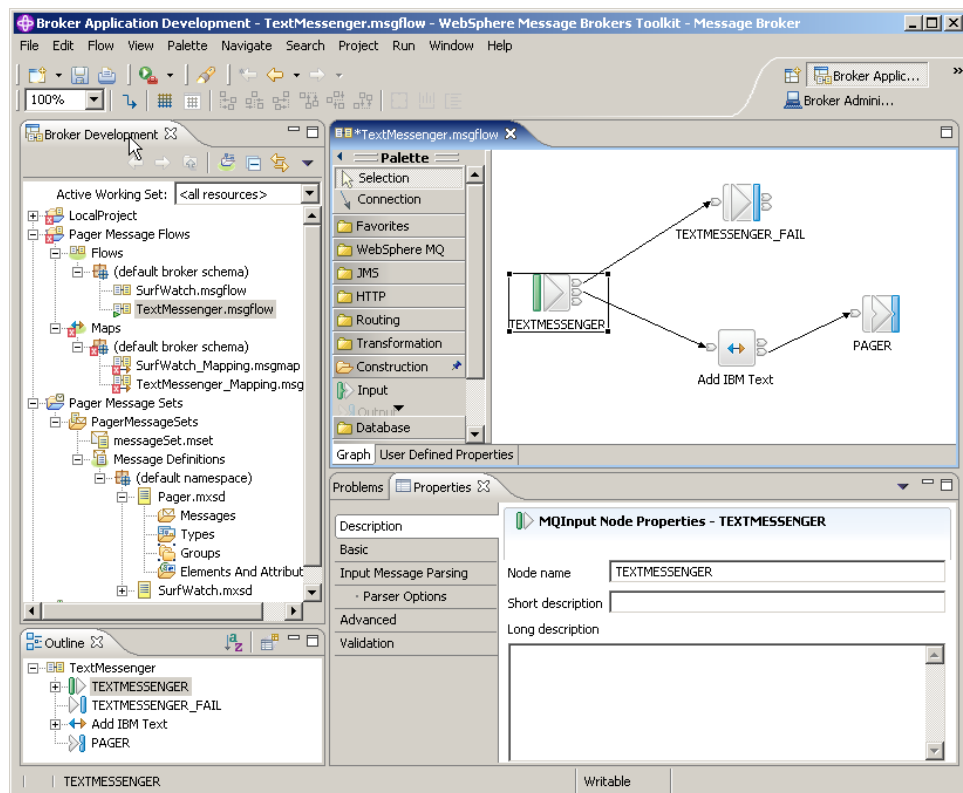 Broker Application Development - TextMessenger.msgflow - WebSphere Message Brokers Toolkit - Message Broker
File Edit Flow View Palette Navigate Search Project Run Window Help
Broker Applic...
»
100%
Broker Admini...
Broker Development
Active Working Set: <all resources>
LocalProject
Pager Message Flows
Flows
(default broker schema)
SurfWatch.msgflow
TextMessenger.msgflow
Maps
(default broker schema)
SurfWatch_Mapping.msgmap
TextMessenger_Mapping.msg
Pager Message Sets
PagerMessageSets
messageSet.mset
Message Definitions
(default namespace)
Pager.mxsd
Messages
Types
Groups
Elements And Attribut
SurfWatch.mxsd
*TextMessenger.msgflow
Palette
Selection
Connection
Favorites
WebSphere MQ
JMS
HTTP
Routing
Transformation
Construction
Input
Output
Database
TEXTMESSENGER_FAIL
TEXTMESSENGER
PAGER
Add IBM Text
Graph User Defined Properties
Outline
TextMessenger
TEXTMESSENGER
TEXTMESSENGER_FAIL
Add IBM Text
PAGER
Problems Properties
Description
Basic
Input Message Parsing
· Parser Options
Advanced
Validation
MQInput Node Properties - TEXTMESSENGER
Node name TEXTMESSENGER
Short description
Long description
TEXTMESSENGER Writable